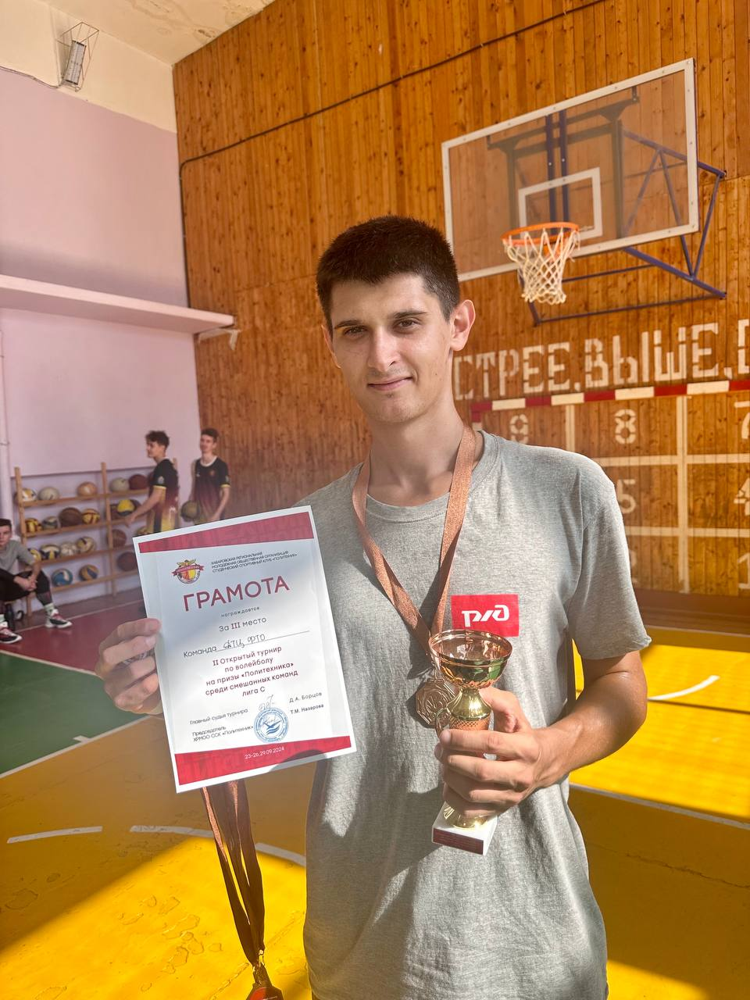 СТРЕЕ, ВЫШЕ,
9
8
7
5
4
1
ХАБАРОВСКАЯ РЕГИОНАЛЬНАЯ
МОЛОДЕЖНАЯ ОБЩЕСТВЕННАЯ ОРГАНИЗАЦИЯ
СТУДЕНЧЕСКИЙ СПОРТИВНЫЙ КЛУБ «ПОЛИТЕХНИК»
ГРАМОТА
награждается
За III место
Команда ФТО
II Открытый турнир
по волейболу
на призы «Политехника»
среди смешанных команд
лига С
Главный судья турнира Д.А. Борцов
Председатель
ХРМОО ССК «Политехник» Т.М. Назарова
23-26,29.09.2024
ржд